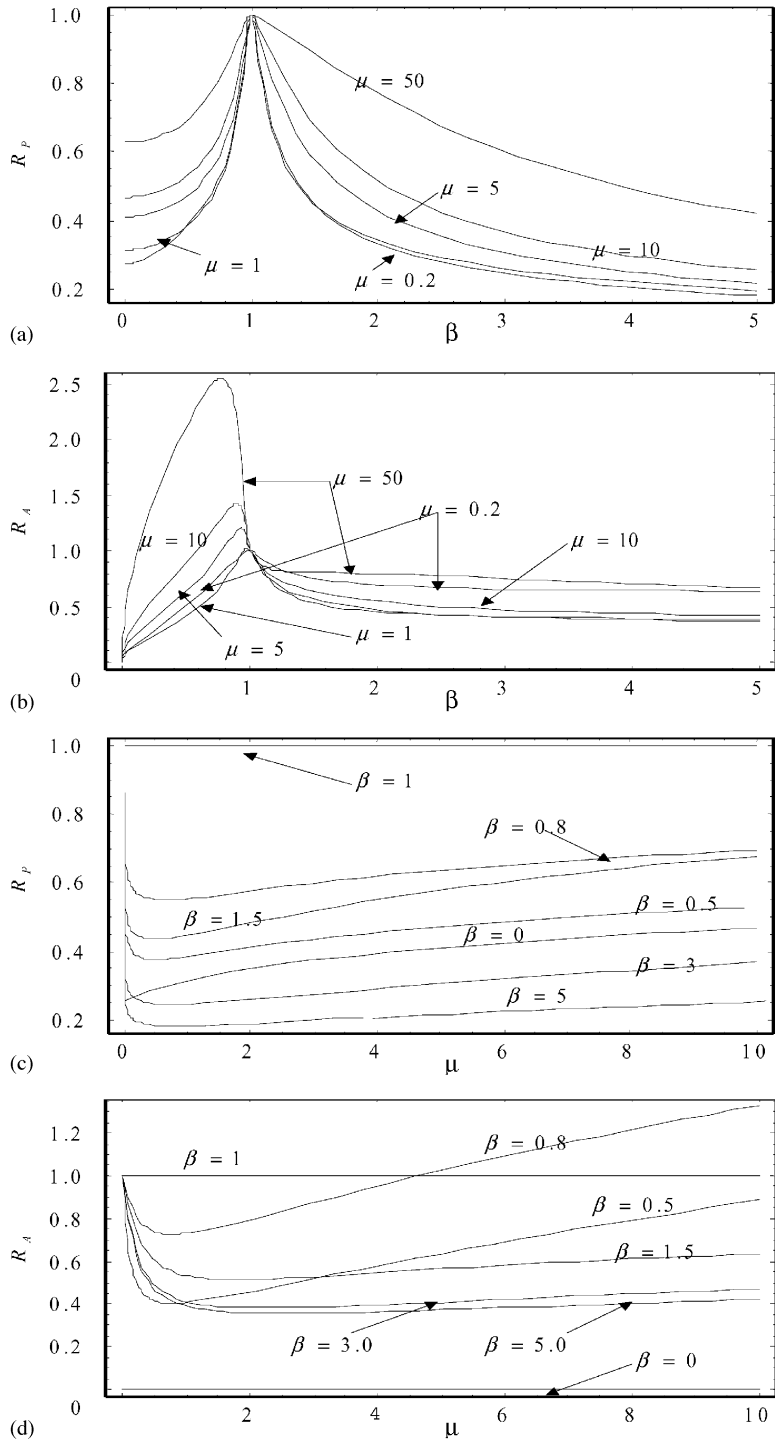 1.0
0.8
0.6
0.4
0.2
R_P
μ = 50
μ = 5
μ = 10
μ = 1
μ = 0.2
0 1 2 3 4 5
(a)
β
2.5
2.0
1.5
1.0
0.5
0
R_A
μ = 50
μ = 0.2
μ = 10
μ = 10
μ = 1
μ = 5
0 1 2 3 4 5
(b)
β
1.0
0.8
0.6
0.4
0.2
R_P
β = 1
β = 0.8
β = 1.5
β = 0.5
β = 0
β = 3
β = 5
0 2 4 6 8 10
(c)
μ
1.2
1.0
0.8
0.6
0.4
0.2
0
R_A
β = 1
β = 0.8
β = 0.5
β = 1.5
β = 3.0
β = 5.0
β = 0
0 2 4 6 8 10
(d)
μ